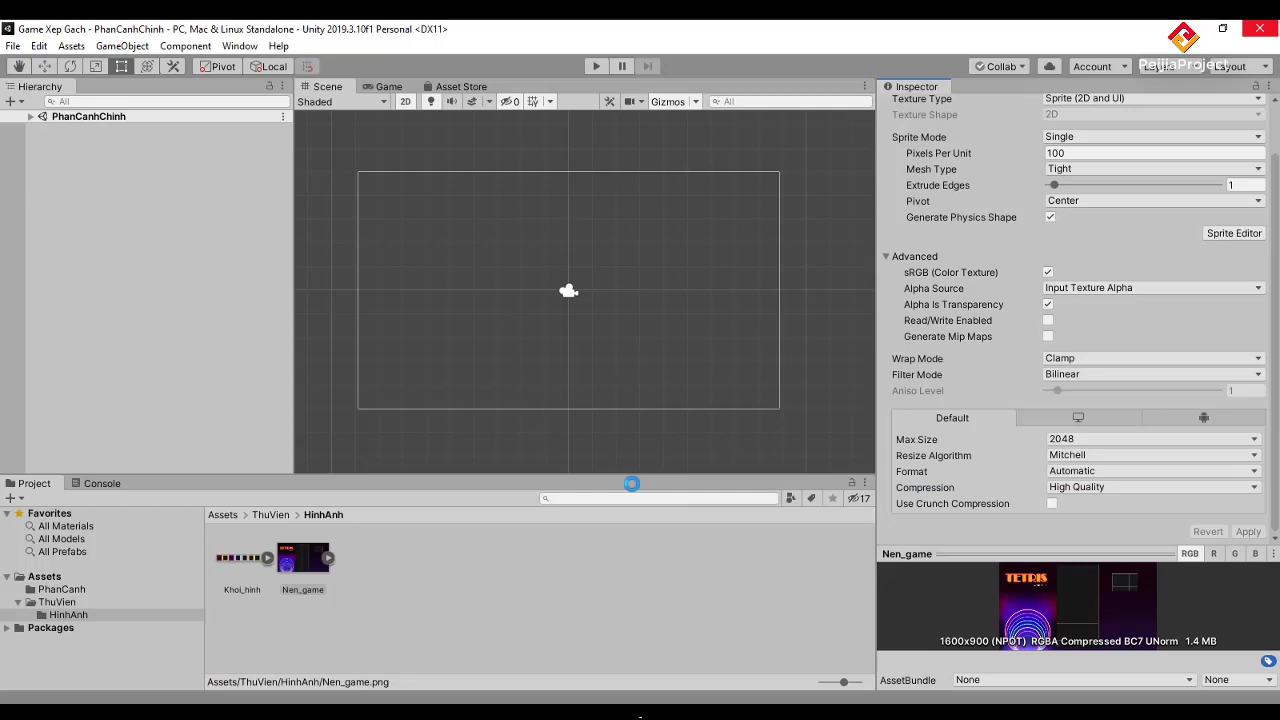 Game Xep Gach - PhanCanhChinh - PC, Mac & Linux Standalone - Unity 2019.3.10f1 Personal <DX11>
File Edit Assets GameObject Component Window Help
Pivot Local Collab Account Layers Layout
PeijiaProject
Hierarchy
All
PhanCanhChinh
Scene Game Asset Store
Shaded 2D 0 Gizmos All
Inspector
Texture Type Sprite (2D and UI)
Texture Shape 2D
Sprite Mode Single
Pixels Per Unit 100
Mesh Type Tight
Extrude Edges 1
Pivot Center
Generate Physics Shape
Sprite Editor
Advanced
sRGB (Color Texture)
Alpha Source Input Texture Alpha
Alpha Is Transparency
Read/Write Enabled
Generate Mip Maps
Wrap Mode Clamp
Filter Mode Bilinear
Aniso Level 1
Default
Max Size 2048
Resize Algorithm Mitchell
Format Automatic
Compression High Quality
Use Crunch Compression
Revert Apply
Nen_game RGB R G B
TETRIS
1600x900 (NPOT) RGBA Compressed BC7 UNorm 1.4 MB
AssetBundle None None
Project Console
17
Favorites
All Materials
All Models
All Prefabs
Assets
PhanCanh
ThuVien
HinhAnh
Packages
Assets ThuVien HinhAnh
TETRIS
Khoi_hinh Nen_game
Assets/ThuVien/HinhAnh/Nen_game.png